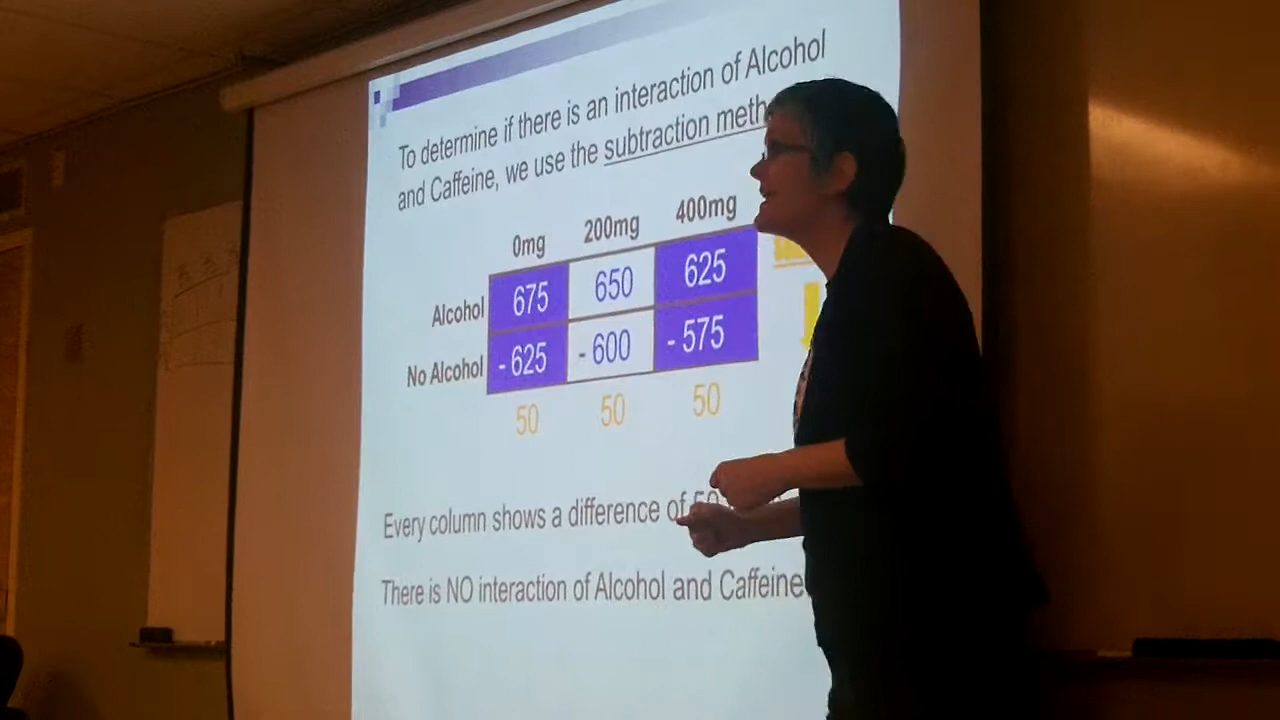 To determine if there is an interaction of Alcohol
and Caffeine, we use the subtraction meth
0mg 200mg 400mg
Alcohol 675 650 625
No Alcohol - 625 - 600 - 575
50 50 50
Every column shows a difference of 50
There is NO interaction of Alcohol and Caffeine